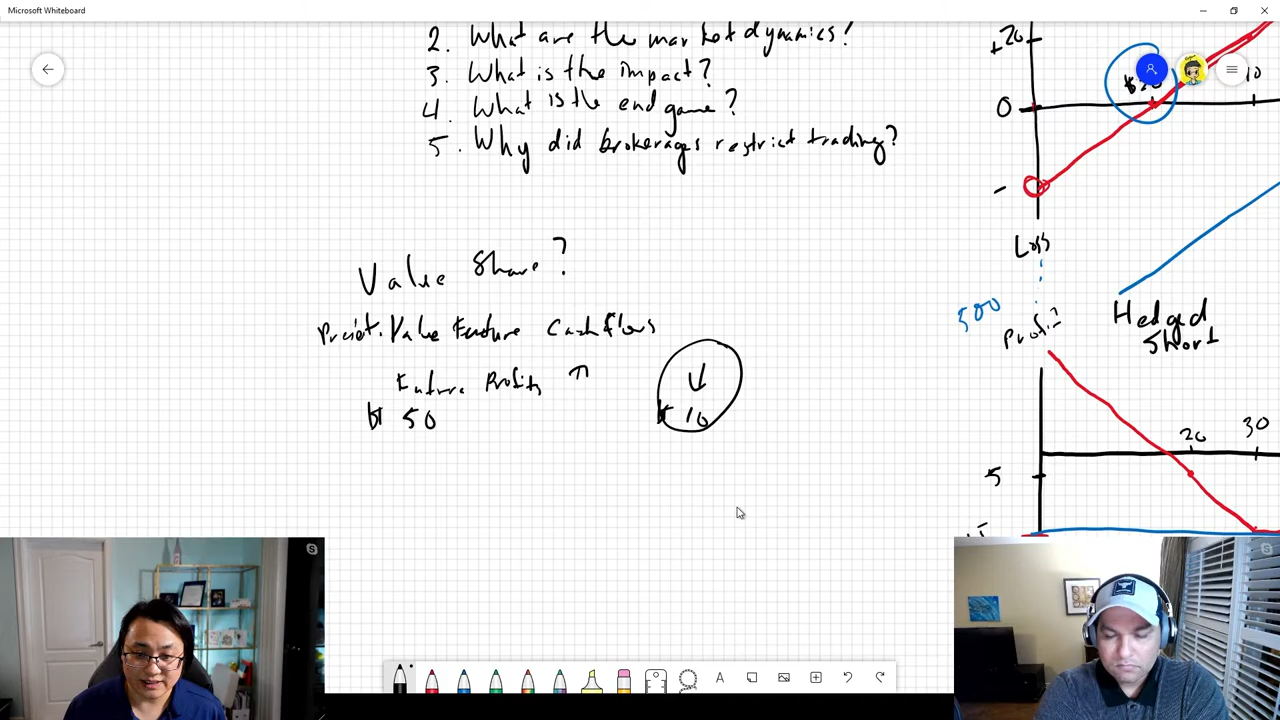 Microsoft Whiteboard
2. What are the market dynamics?
3. What is the impact?
4. What is the end game?
5. Why did brokerages restrict trading?
Value Share?
Value Future Cashflows
Future Profits ↑
$ 50
↓
$ 10
+20
$20
10
0
-
Loss
500
Profit
Hedged
Short
20
30
5